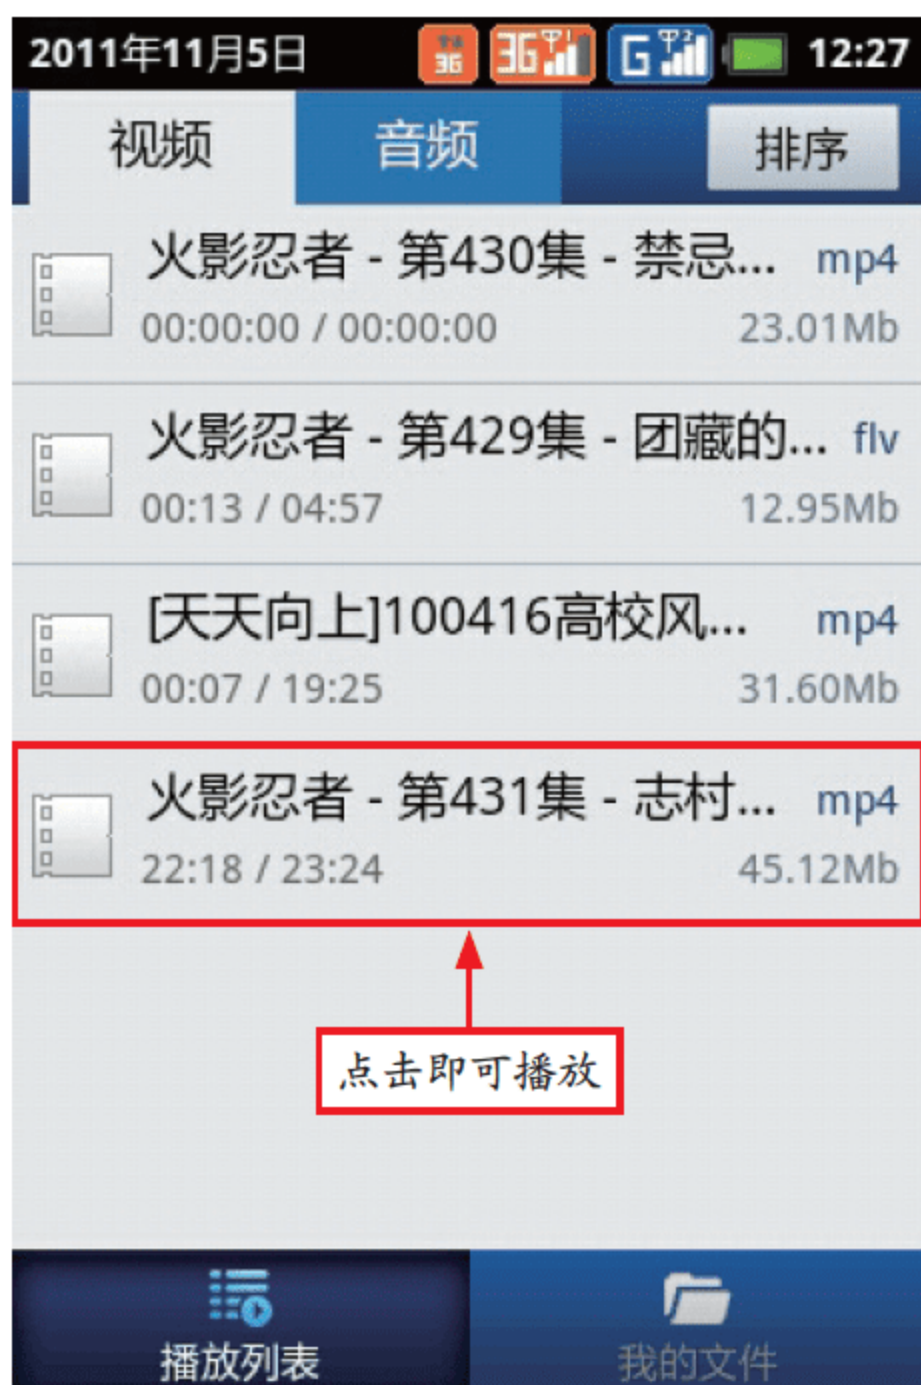 2011年11月5日 3G 3G 1 G 2 12:27
视频 音频 排序
火影忍者 - 第430集 - 禁忌... mp4
00:00:00 / 00:00:00 23.01Mb
火影忍者 - 第429集 - 团藏的... flv
00:13 / 04:57 12.95Mb
[天天向上]100416高校风... mp4
00:07 / 19:25 31.60Mb
火影忍者 - 第431集 - 志村... mp4
22:18 / 23:24 45.12Mb
点击即可播放
播放列表 我的文件